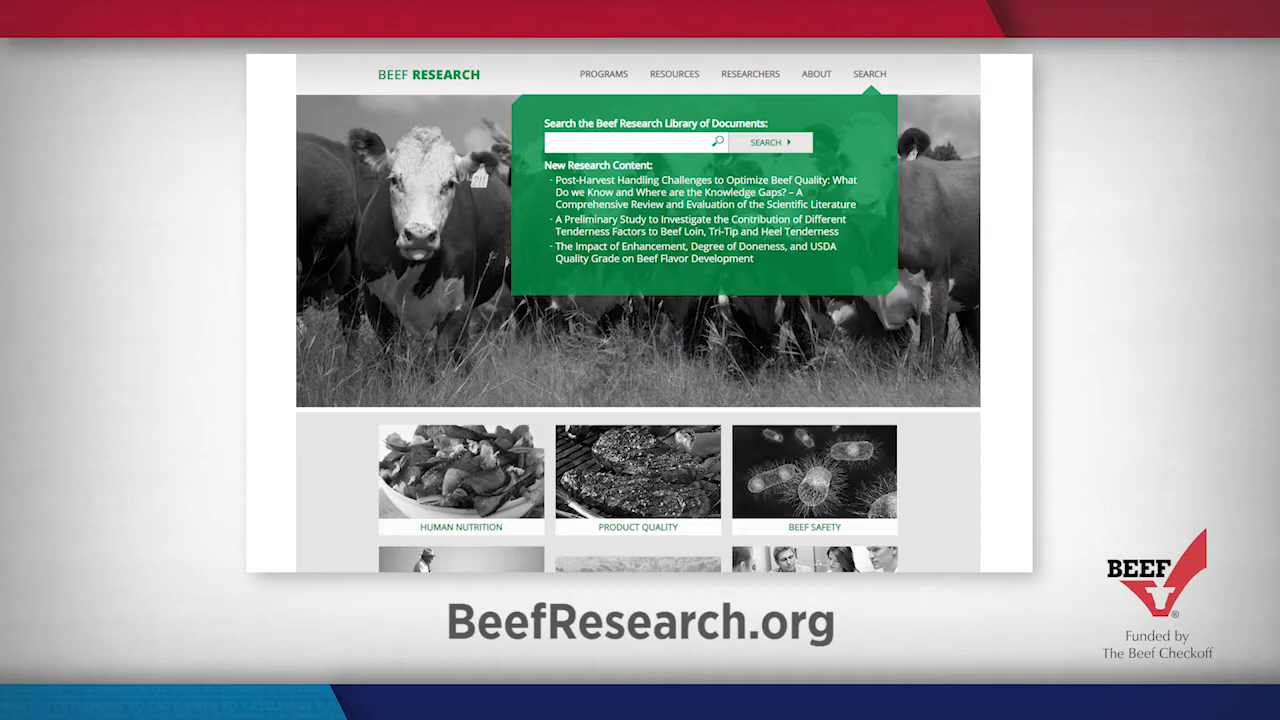 BEEF RESEARCH
PROGRAMS RESOURCES RESEARCHERS ABOUT SEARCH
Search the Beef Research Library of Documents:
SEARCH
New Research Content:
- Post-Harvest Handling Challenges to Optimize Beef Quality: What
Do we Know and Where are the Knowledge Gaps? – A
Comprehensive Review and Evaluation of the Scientific Literature
- A Preliminary Study to Investigate the Contribution of Different
Tenderness Factors to Beef Loin, Tri-Tip and Heel Tenderness
- The Impact of Enhancement, Degree of Doneness, and USDA
Quality Grade on Beef Flavor Development
211
HUMAN NUTRITION
PRODUCT QUALITY
BEEF SAFETY
BeefResearch.org
BEEF
®
Funded by
The Beef Checkoff